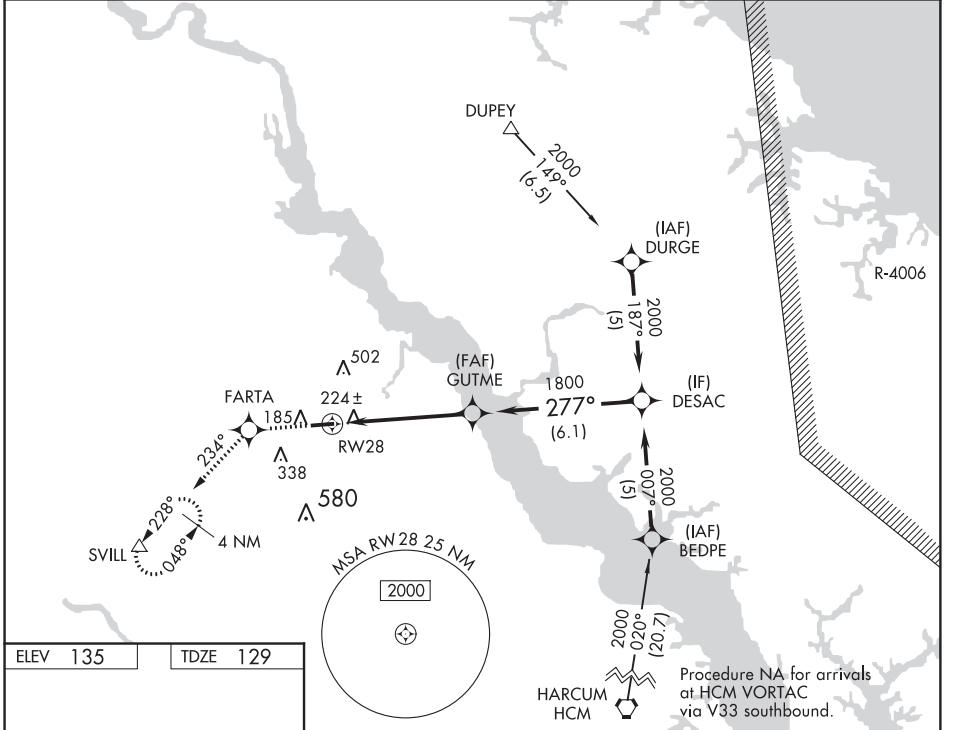 DUPEY
2000
149°
(6.5)
(IAF)
DURGE
R-4006
2000
187°
(5)
502
(FAF)
GUTME
1800
277°
(6.1)
(IF)
DESAC
FARTA
224±
185
RW28
234°
338
2000
007°
(5)
580
228°
4 NM
SVILL
048°
(IAF)
BEDPE
MSA RW28 25 NM
2000
2000
020°
(20.7)
ELEV 135
TDZE 129
HARCUM
HCM
Procedure NA for arrivals
at HCM VORTAC
via V33 southbound.